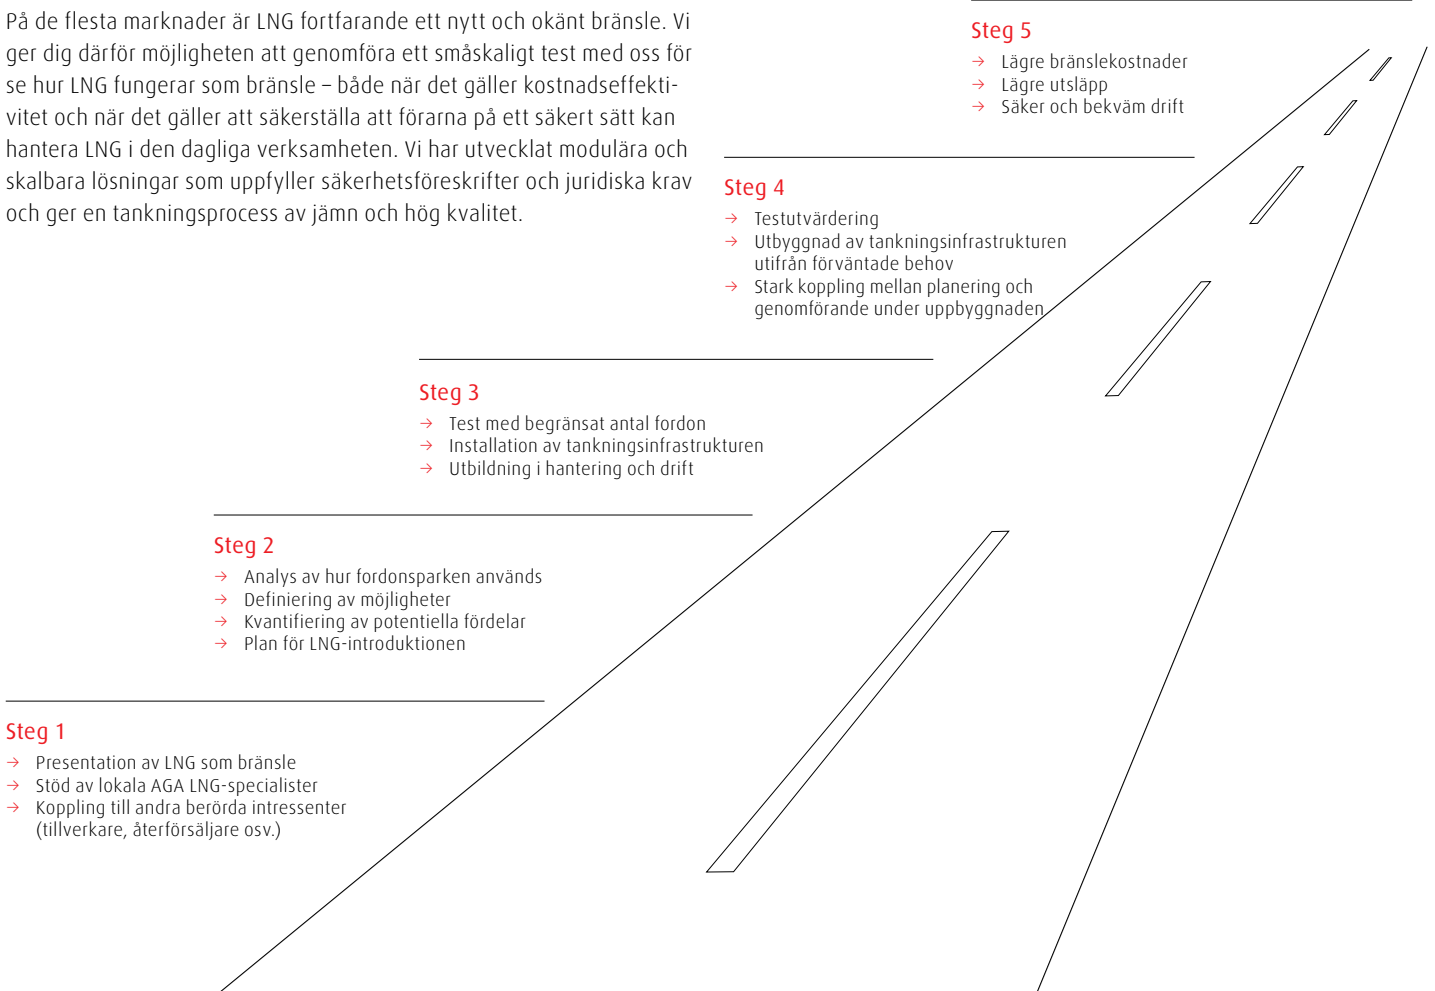 På de flesta marknader är LNG fortfarande ett nytt och okänt bränsle. Vi
ger dig därför möjligheten att genomföra ett småskaligt test med oss för
se hur LNG fungerar som bränsle – både när det gäller kostnadseffekti-
vitet och när det gäller att säkerställa att förarna på ett säkert sätt kan
hantera LNG i den dagliga verksamheten. Vi har utvecklat modulära och
skalbara lösningar som uppfyller säkerhetsföreskrifter och juridiska krav
och ger en tankningsprocess av jämn och hög kvalitet.
Steg 5
→ Lägre bränslekostnader
→ Lägre utsläpp
→ Säker och bekväm drift
Steg 4
→ Testutvärdering
→ Utbyggnad av tankningsinfrastrukturen
utifrån förväntade behov
→ Stark koppling mellan planering och
genomförande under uppbyggnaden
Steg 3
→ Test med begränsat antal fordon
→ Installation av tankningsinfrastrukturen
→ Utbildning i hantering och drift
Steg 2
→ Analys av hur fordonsparken används
→ Definiering av möjligheter
→ Kvantifiering av potentiella fördelar
→ Plan för LNG-introduktionen
Steg 1
→ Presentation av LNG som bränsle
→ Stöd av lokala AGA LNG-specialister
→ Koppling till andra berörda intressenter
(tillverkare, återförsäljare osv.)